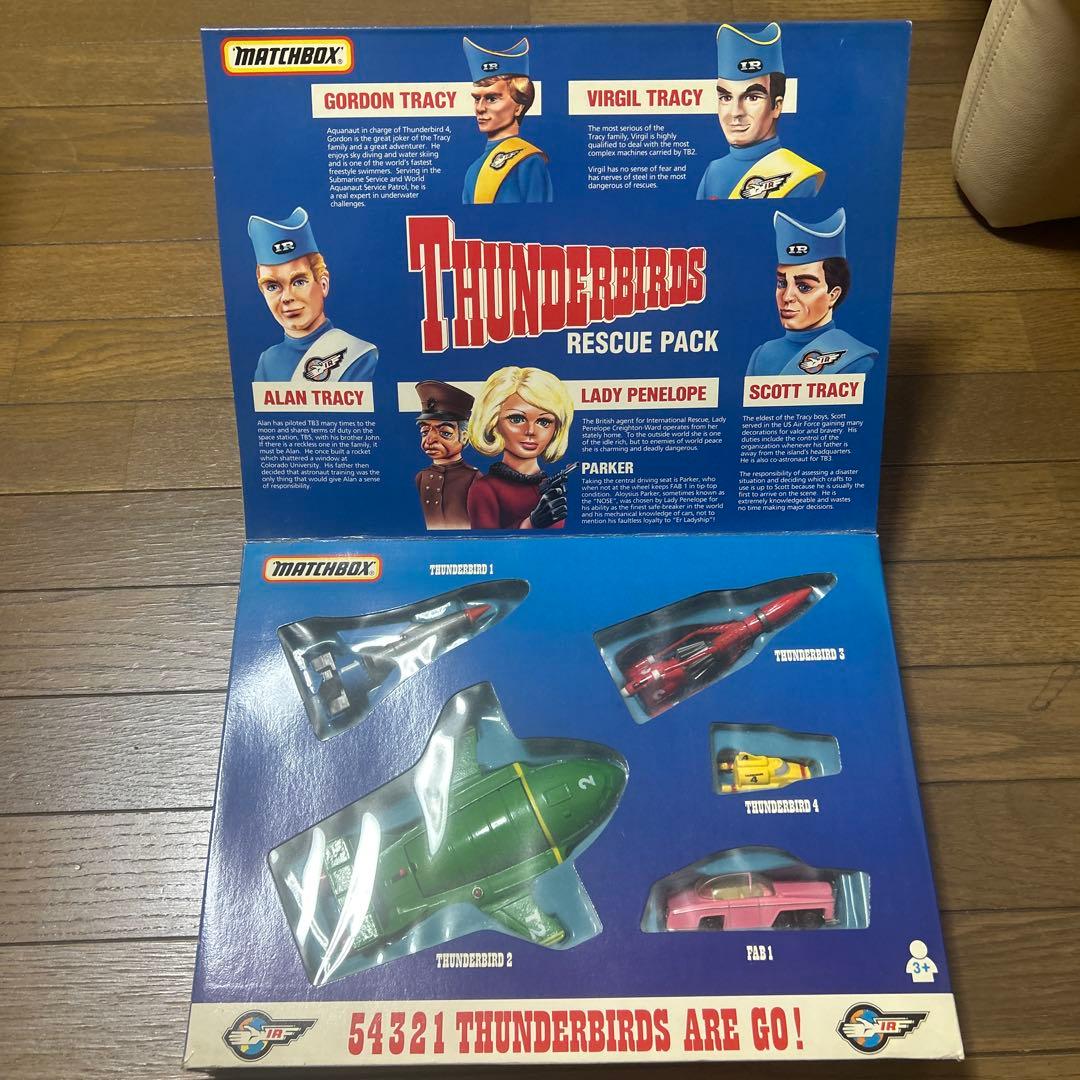 MATCHBOX®
GORDON TRACY
Aquanaut in charge of Thunderbird 4,
Gordon is the great joker of the Tracy
family and a great adventurer. He
enjoys sky diving and water skiing
and is one of the world's fastest
freestyle swimmers. Serving in the
Submarine Service and World
Aquanaut Service Patrol, he is
a real expert in underwater
challenges.
IR
VIRGIL TRACY
The most serious of the
Tracy family, Virgil is highly
qualified to deal with the most
complex machines carried by TB2.
Virgil has no sense of fear and
has nerves of steel in the most
dangerous of rescues.
IR
IR
IR
THUNDERBIRDS
RESCUE PACK
IR
IR
ALAN TRACY
Alan has piloted TB3 many times to the
moon and shares terms of duty on the
space station, TB5, with his brother John.
If there is a reckless one in the family, it
must be Alan. He once built a rocket
which shattered a window at
Colorado University. His father then
decided that astronaut training was the
only thing that would give Alan a sense
of responsibility.
LADY PENELOPE
The British agent for International Rescue, Lady
Penelope Creighton-Ward operates from her
stately home. To the outside world she is one
of the idle rich, but to enemies of world peace
she is charming and deadly dangerous.
PARKER
Taking the central driving seat is Parker, who
when not at the wheel keeps FAB 1 in tip-top
condition. Aloysius Parker, sometimes known as
the "NOSE", was chosen by Lady Penelope for
his ability as the finest safe-breaker in the world
and his mechanical knowledge of cars, not to
mention his faultless loyalty to "Er Ladyship"!
IR
IR
SCOTT TRACY
The eldest of the Tracy boys, Scott
served in the US Air Force gaining many
decorations for valor and bravery. His
duties include the control of the
organization whenever his father is
away from the island's headquarters.
He is also co-astronaut for TB3.
The responsibility of assessing a disaster
situation and deciding which crafts to
use is up to Scott because he is usually the
first to arrive on the scene. He is
extremely knowledgeable and wastes
no time making major decisions.
MATCHBOX®
THUNDERBIRD 1
THUNDERBIRD 3
3
4
4
THUNDERBIRD 4
2
2
THUNDERBIRD 2
FAB 1
3+
IR
54321 THUNDERBIRDS ARE GO!
IR